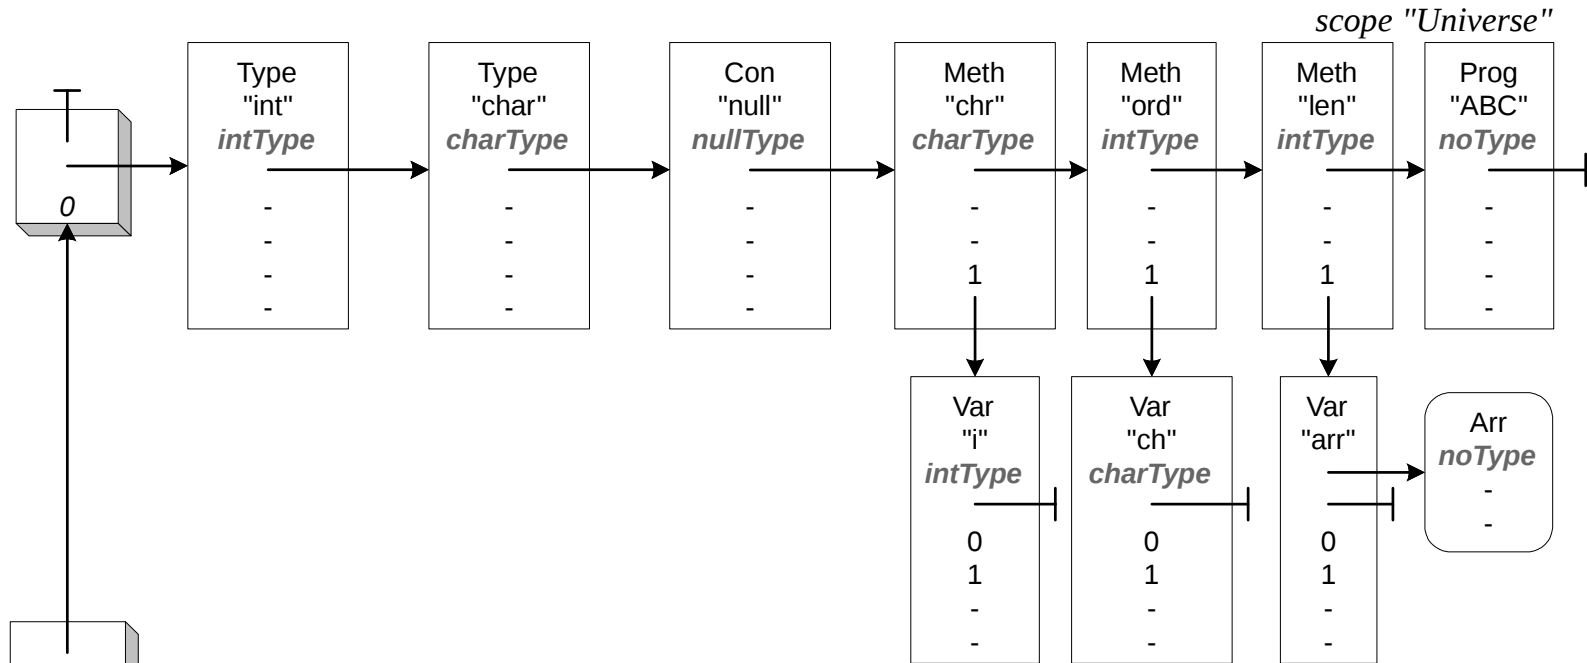 scope "Universe"
Type
"int"
intType
-
-
-
-
Type
"char"
charType
-
-
-
-
Con
"null"
nullType
-
-
-
-
Meth
"chr"
charType
-
-
1
Meth
"ord"
intType
-
-
1
Meth
"len"
intType
-
-
1
Prog
"ABC"
noType
-
-
-
-
0
Var
"i"
intType
0
1
-
-
Var
"ch"
charType
0
1
-
-
Var
"arr"
0
1
-
-
Arr
noType
-
-